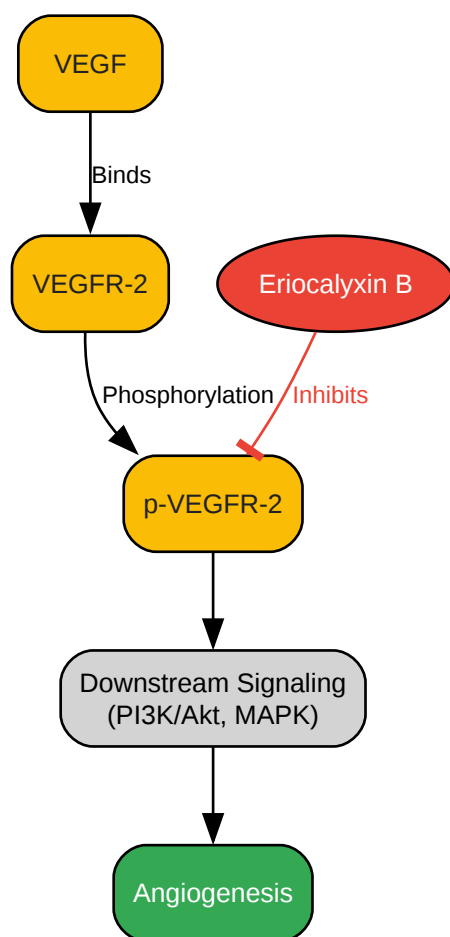 VEGF
Binds
VEGFR-2
Eriocalyxin B
Phosphorylation
Inhibits
p-VEGFR-2
Downstream Signaling
(PI3K/Akt, MAPK)
Angiogenesis